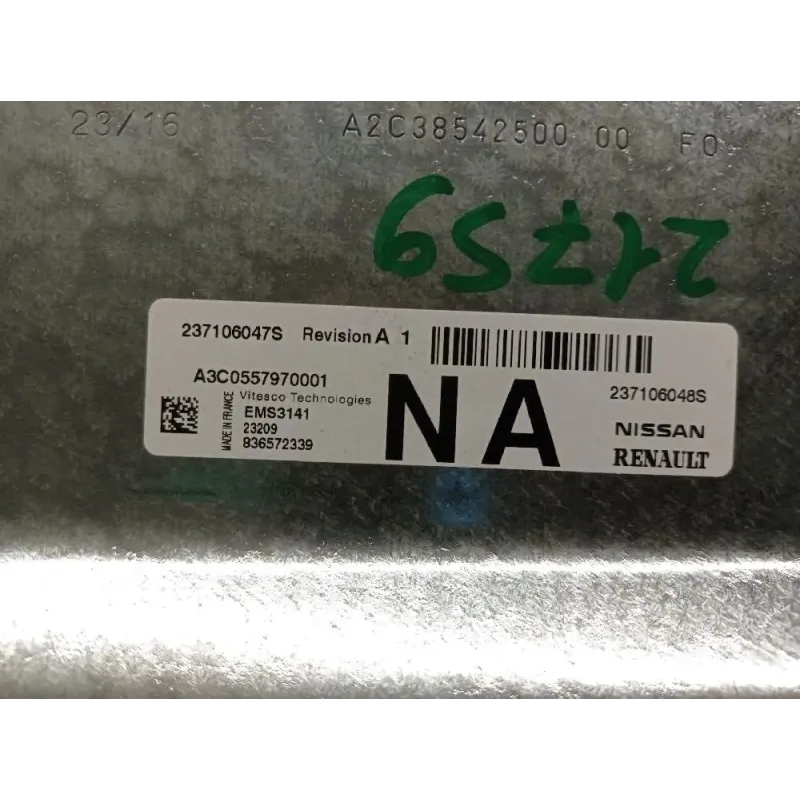 23/16 A2C38542500 00 F0
237106047S Revision A 1
A3C0557970001
Vitesco Technologies
EMS3141
23209
836572339
MADE IN FRANCE
NA
237106048S
NISSAN
RENAULT